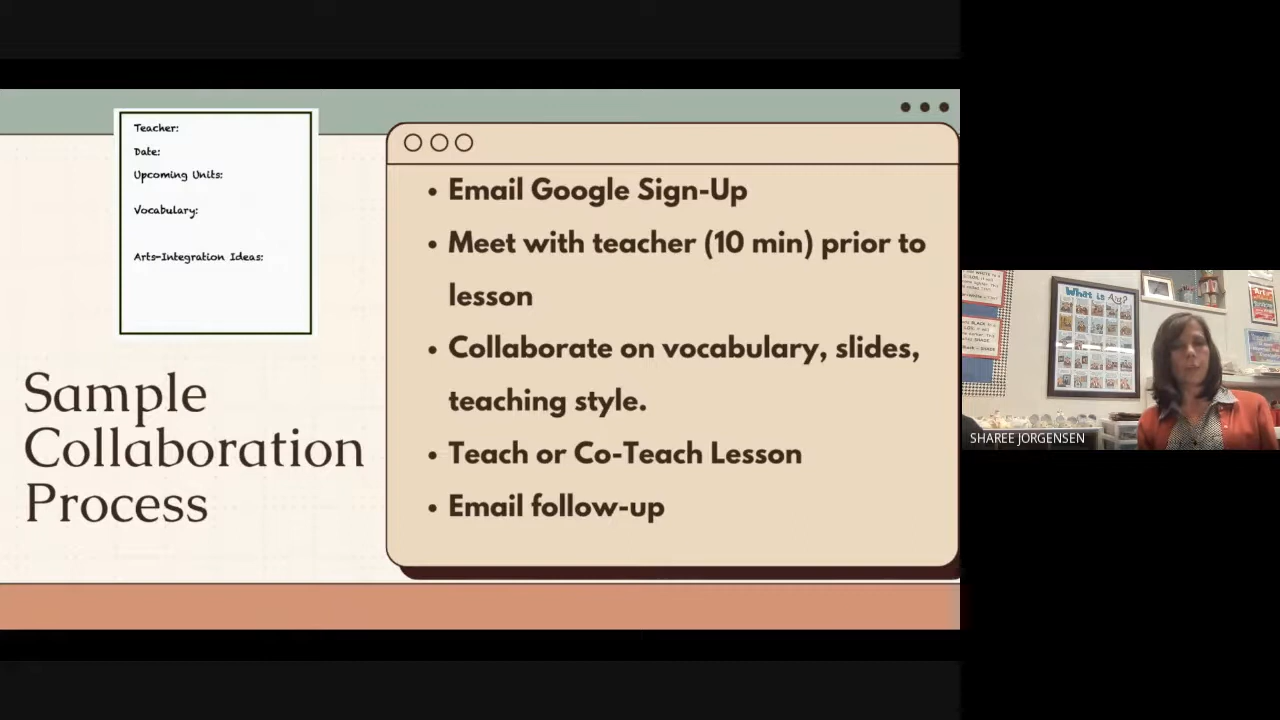 Teacher:
Date:
Upcoming Units:
Vocabulary:
Arts-Integration Ideas:
Sample
Collaboration
Process
• Email Google Sign-Up
• Meet with teacher (10 min) prior to
lesson
• Collaborate on vocabulary, slides,
teaching style.
• Teach or Co-Teach Lesson
• Email follow-up
What is Art?
SHAREE JORGENSEN